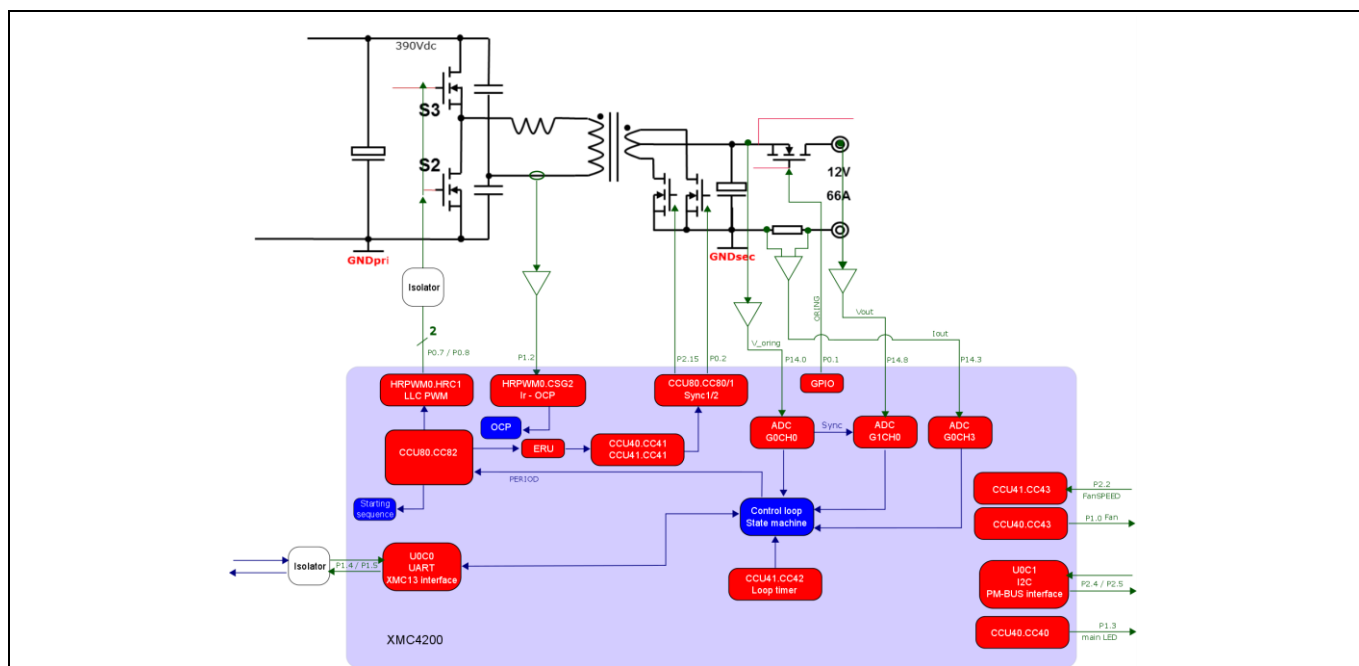 390Vdc
S3
S2
12V
66A
GNDpri
GNDsec
Isolator
ORING
Vout
Iout
2
V_oring
P0.7 / P0.8
P1.2
P2.15
P0.2
P14.0
P0.1
P14.8
P14.3
HRPWM0.HRC1
LLC PWM
HRPWM0.CSG2
Ir - OCP
CCU80.CC80/1
Sync1/2
GPIO
OCP
ADC
G0CH0
Sync
ADC
G1CH0
ADC
G0CH3
CCU80.CC82
ERU
CCU40.CC41
CCU41.CC41
PERIOD
Starting
sequence
Control loop
State machine
CCU41.CC43
P2.2
FanSPEED
CCU40.CC43
P1.0 Fan
Isolator
P1.4 / P1.5
U0C0
UART
XMC13 interface
CCU41.CC42
Loop timer
U0C1
I2C
PM-BUS interface
P2.4 / P2.5
CCU40.CC40
P1.3
main LED
XMC4200